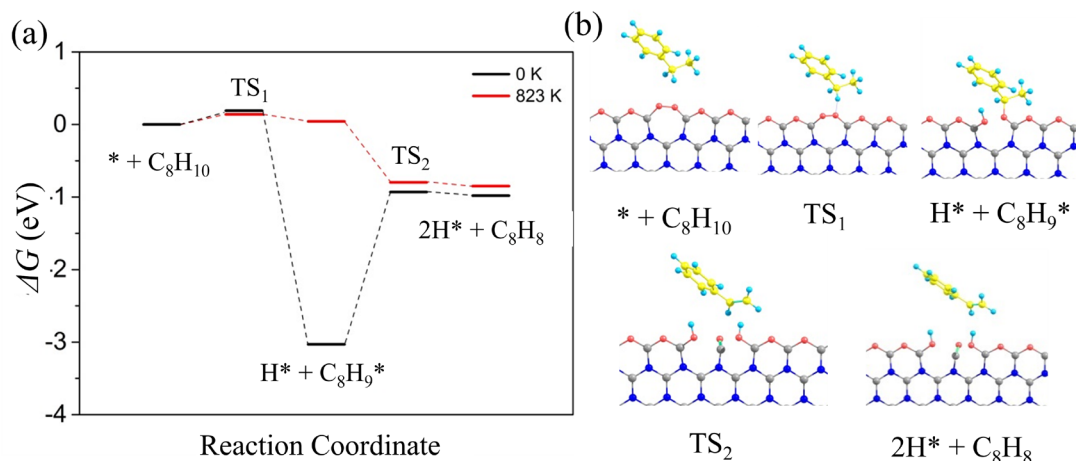 (a)
1
0
-1
-2
-3
-4
ΔG (eV)
Reaction Coordinate
0 K
823 K
* + C₈H₁₀
TS₁
H* + C₈H₉*
TS₂
2H* + C₈H₈
(b)
* + C₈H₁₀
TS₁
H* + C₈H₉*
TS₂
2H* + C₈H₈